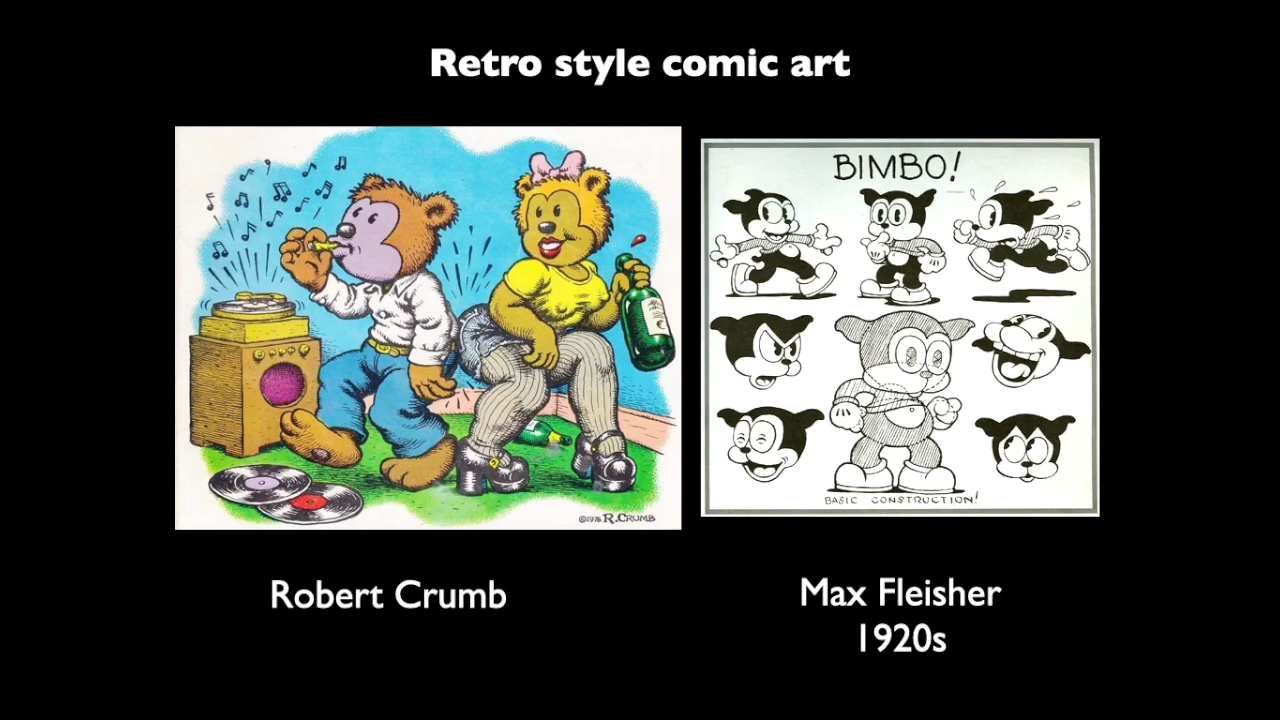 Retro style comic art
BIMBO!
BASIC CONSTRUCTION!
©1976 R. CRUMB
Robert Crumb
Max Fleisher
1920s